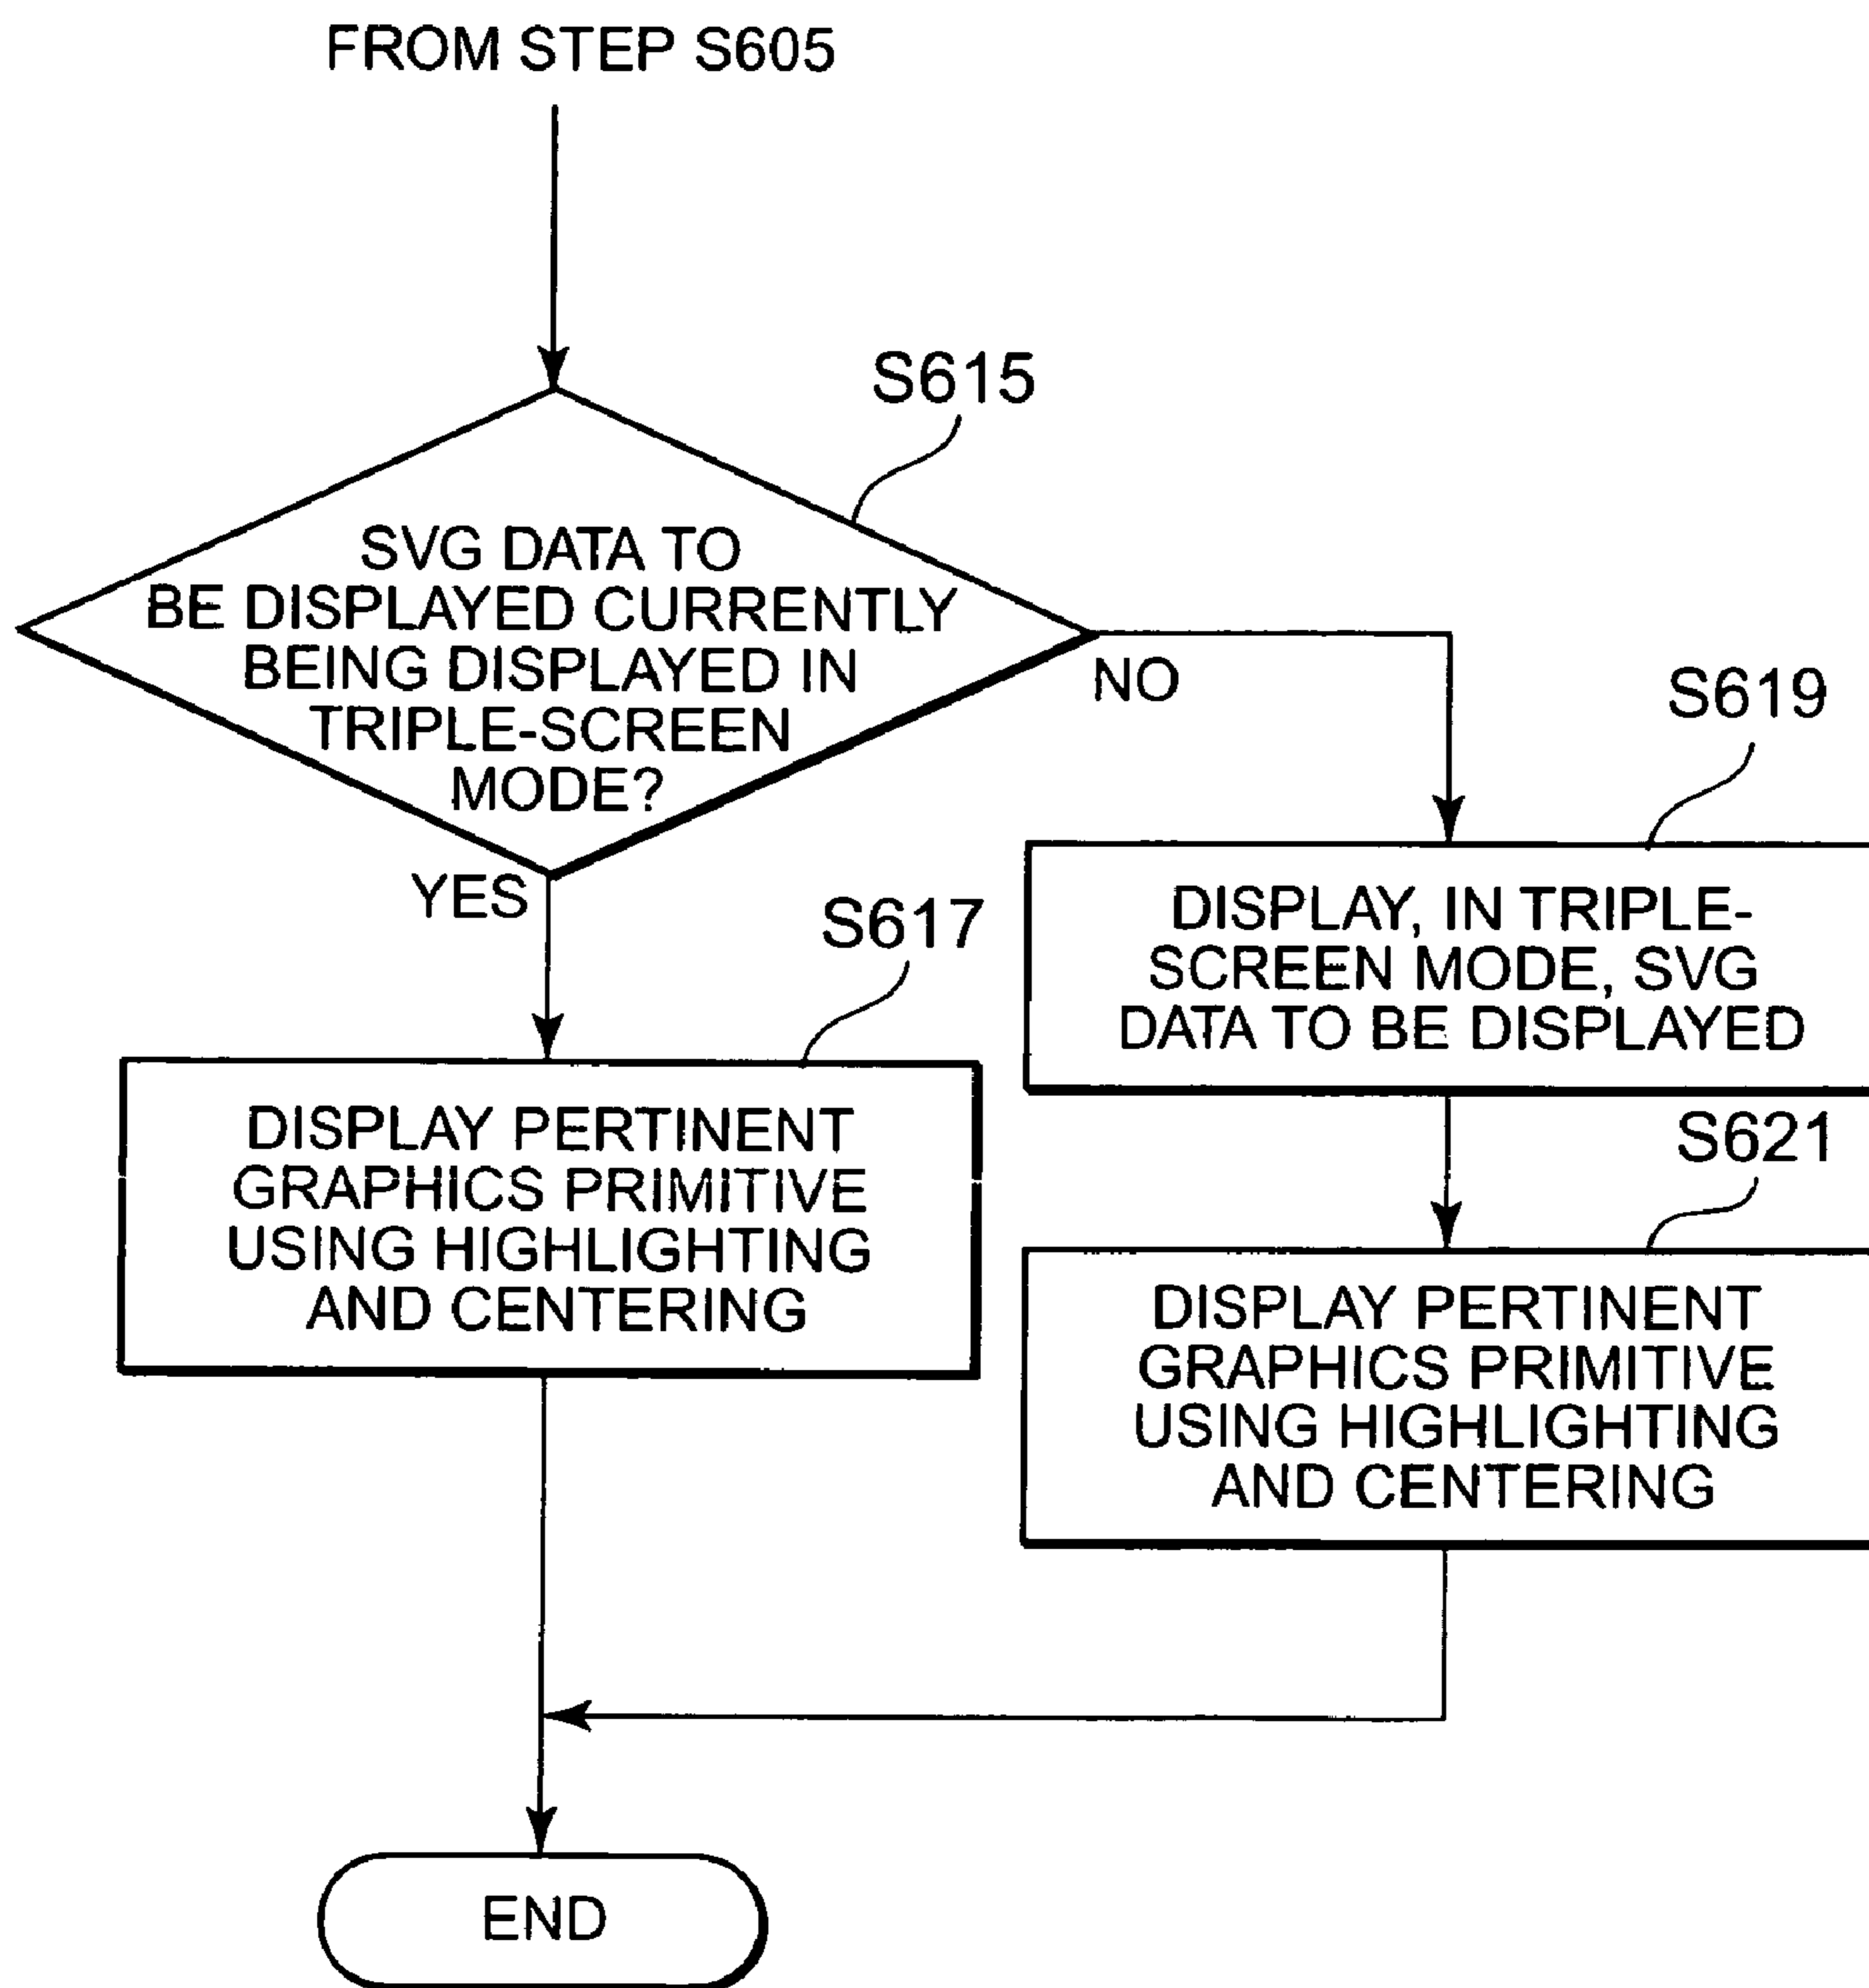 FROM STEP S605
S615
SVG DATA TO
BE DISPLAYED CURRENTLY
BEING DISPLAYED IN
TRIPLE-SCREEN
MODE?
NO
YES
S619
DISPLAY, IN TRIPLE-
SCREEN MODE, SVG
DATA TO BE DISPLAYED
S617
DISPLAY PERTINENT
GRAPHICS PRIMITIVE
USING HIGHLIGHTING
AND CENTERING
S621
DISPLAY PERTINENT
GRAPHICS PRIMITIVE
USING HIGHLIGHTING
AND CENTERING
END